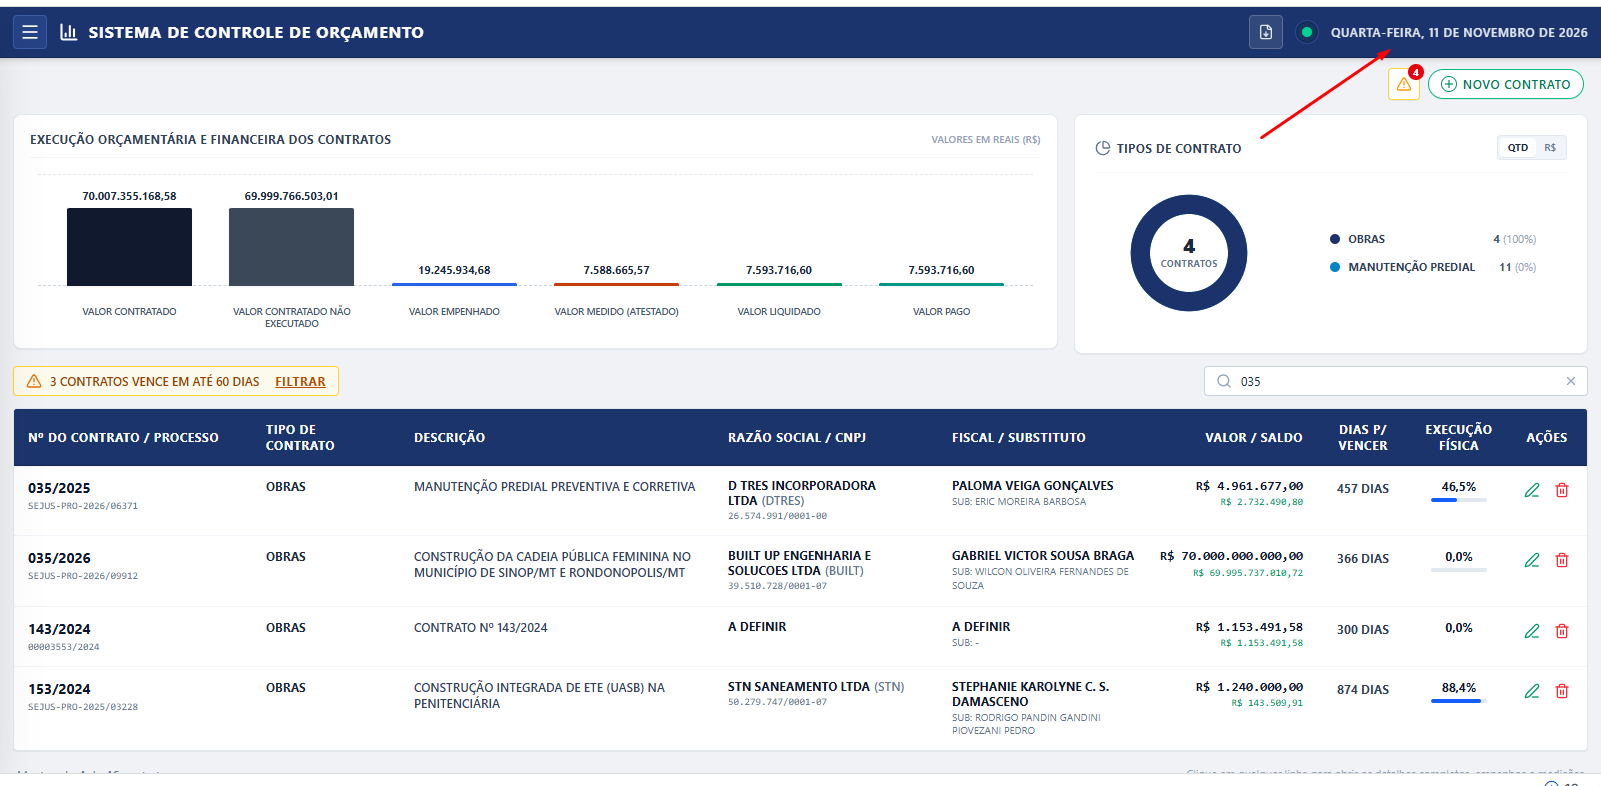 SISTEMA DE CONTROLE DE ORÇAMENTO
QUARTA-FEIRA, 11 DE NOVEMBRO DE 2026
4
NOVO CONTRATO
EXECUÇÃO ORÇAMENTÁRIA E FINANCEIRA DOS CONTRATOS
VALORES EM REAIS (R$)
70.007.355.168,58
69.999.766.503,01
19.245.934,68
7.588.665,57
7.593.716,60
7.593.716,60
VALOR CONTRATADO
VALOR CONTRATADO NÃO
EXECUTADO
VALOR EMPENHADO
VALOR MEDIDO (ATESTADO)
VALOR LIQUIDADO
VALOR PAGO
TIPOS DE CONTRATO
QTD
R$
4
CONTRATOS
OBRAS 4 (100%)
MANUTENÇÃO PREDIAL 11 (0%)
3 CONTRATOS VENCE EM ATÉ 60 DIAS FILTRAR
035
Nº DO CONTRATO / PROCESSO
TIPO DE
CONTRATO
DESCRIÇÃO
RAZÃO SOCIAL / CNPJ
FISCAL / SUBSTITUTO
VALOR / SALDO
DIAS P/
VENCER
EXECUÇÃO
FÍSICA
AÇÕES
035/2025
SEJUS-PRO-2026/06371
OBRAS
MANUTENÇÃO PREDIAL PREVENTIVA E CORRETIVA
D TRES INCORPORADORA
LTDA (DTRES)
26.574.991/0001-00
PALOMA VEIGA GONÇALVES
SUB: ERIC MOREIRA BARBOSA
R$ 4.961.677,00
R$ 2.732.490,80
457 DIAS
46,5%
035/2026
SEJUS-PRO-2026/09912
OBRAS
CONSTRUÇÃO DA CADEIA PÚBLICA FEMININA NO
MUNICÍPIO DE SINOP/MT E RONDONOPOLIS/MT
BUILT UP ENGENHARIA E
SOLUCOES LTDA (BUILT)
39.510.728/0001-07
GABRIEL VICTOR SOUSA BRAGA
SUB: WILCON OLIVEIRA FERNANDES DE
SOUZA
R$ 70.000.000.000,00
R$ 69.995.737.010,72
366 DIAS
0,0%
143/2024
00003553/2024
OBRAS
CONTRATO Nº 143/2024
A DEFINIR
A DEFINIR
SUB: -
R$ 1.153.491,58
R$ 1.153.491,58
300 DIAS
0,0%
153/2024
SEJUS-PRO-2025/03228
OBRAS
CONSTRUÇÃO INTEGRADA DE ETE (UASB) NA
PENITENCIÁRIA
STN SANEAMENTO LTDA (STN)
50.279.747/0001-07
STEPHANIE KAROLYNE C. S.
DAMASCENO
SUB: RODRIGO PANDIN GANDINI
PIOVEZANI PEDRO
R$ 1.240.000,00
R$ 143.509,91
874 DIAS
88,4%